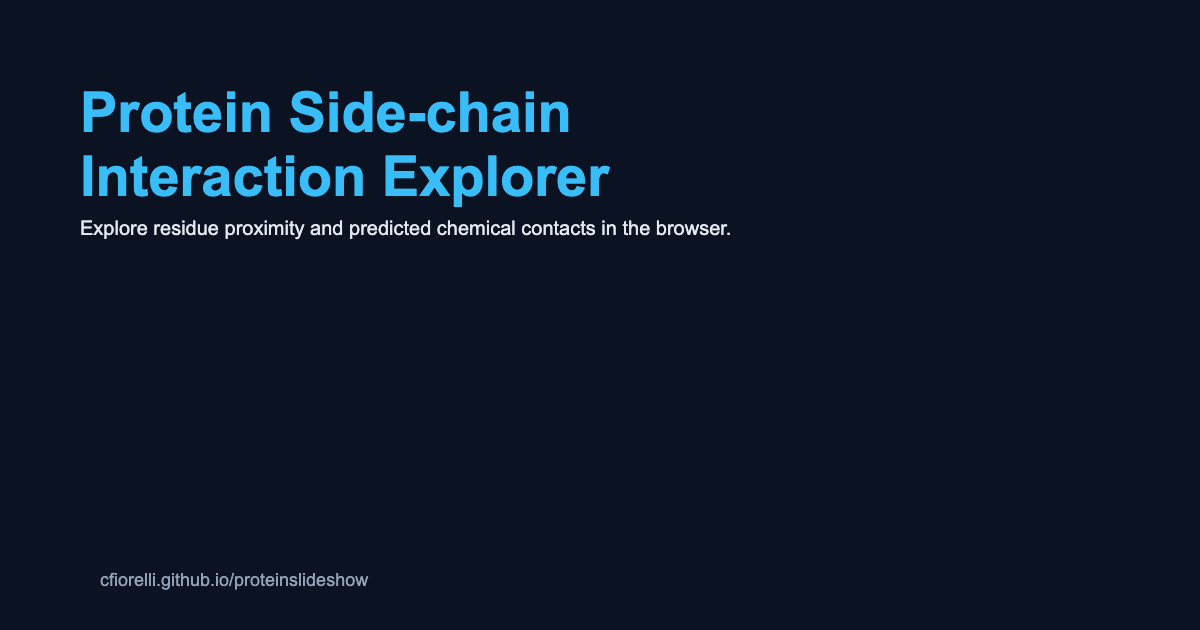 Protein Side-chain
Interaction Explorer
Explore residue proximity and predicted chemical contacts in the browser.
cfiorelli.github.io/proteinslideshow